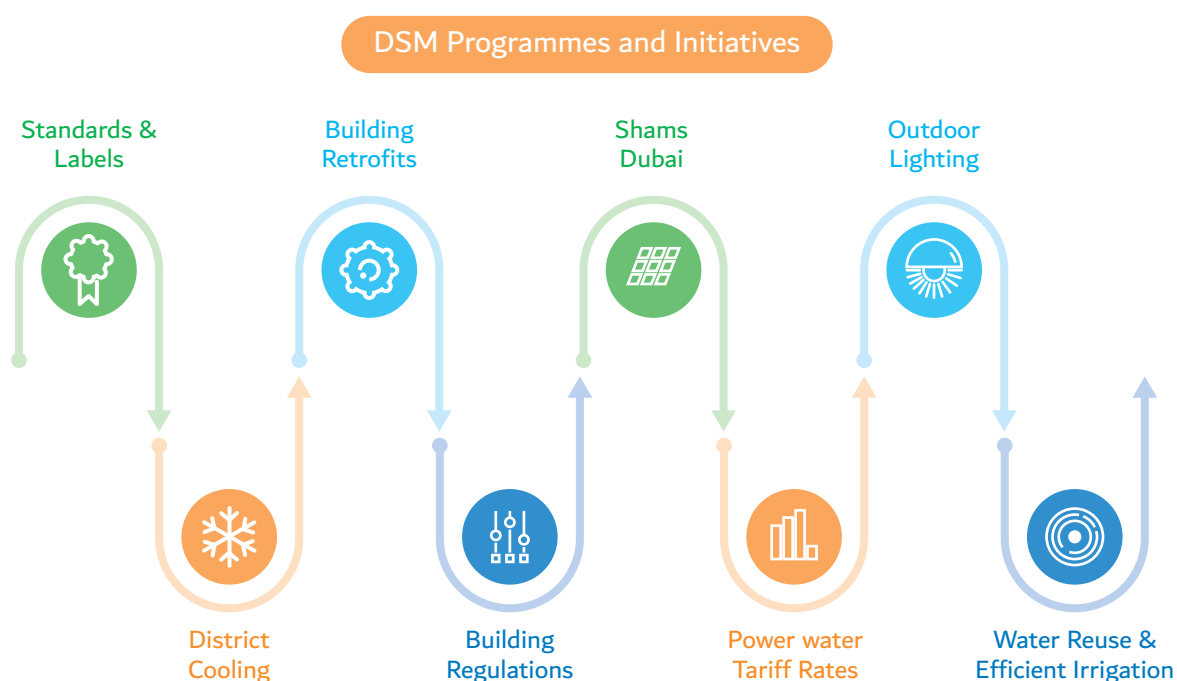 DSM Programmes and Initiatives
Standards &
Labels
Building
Retrofits
Shams
Dubai
Outdoor
Lighting
District
Cooling
Building
Regulations
Power water
Tariff Rates
Water Reuse &
Efficient Irrigation